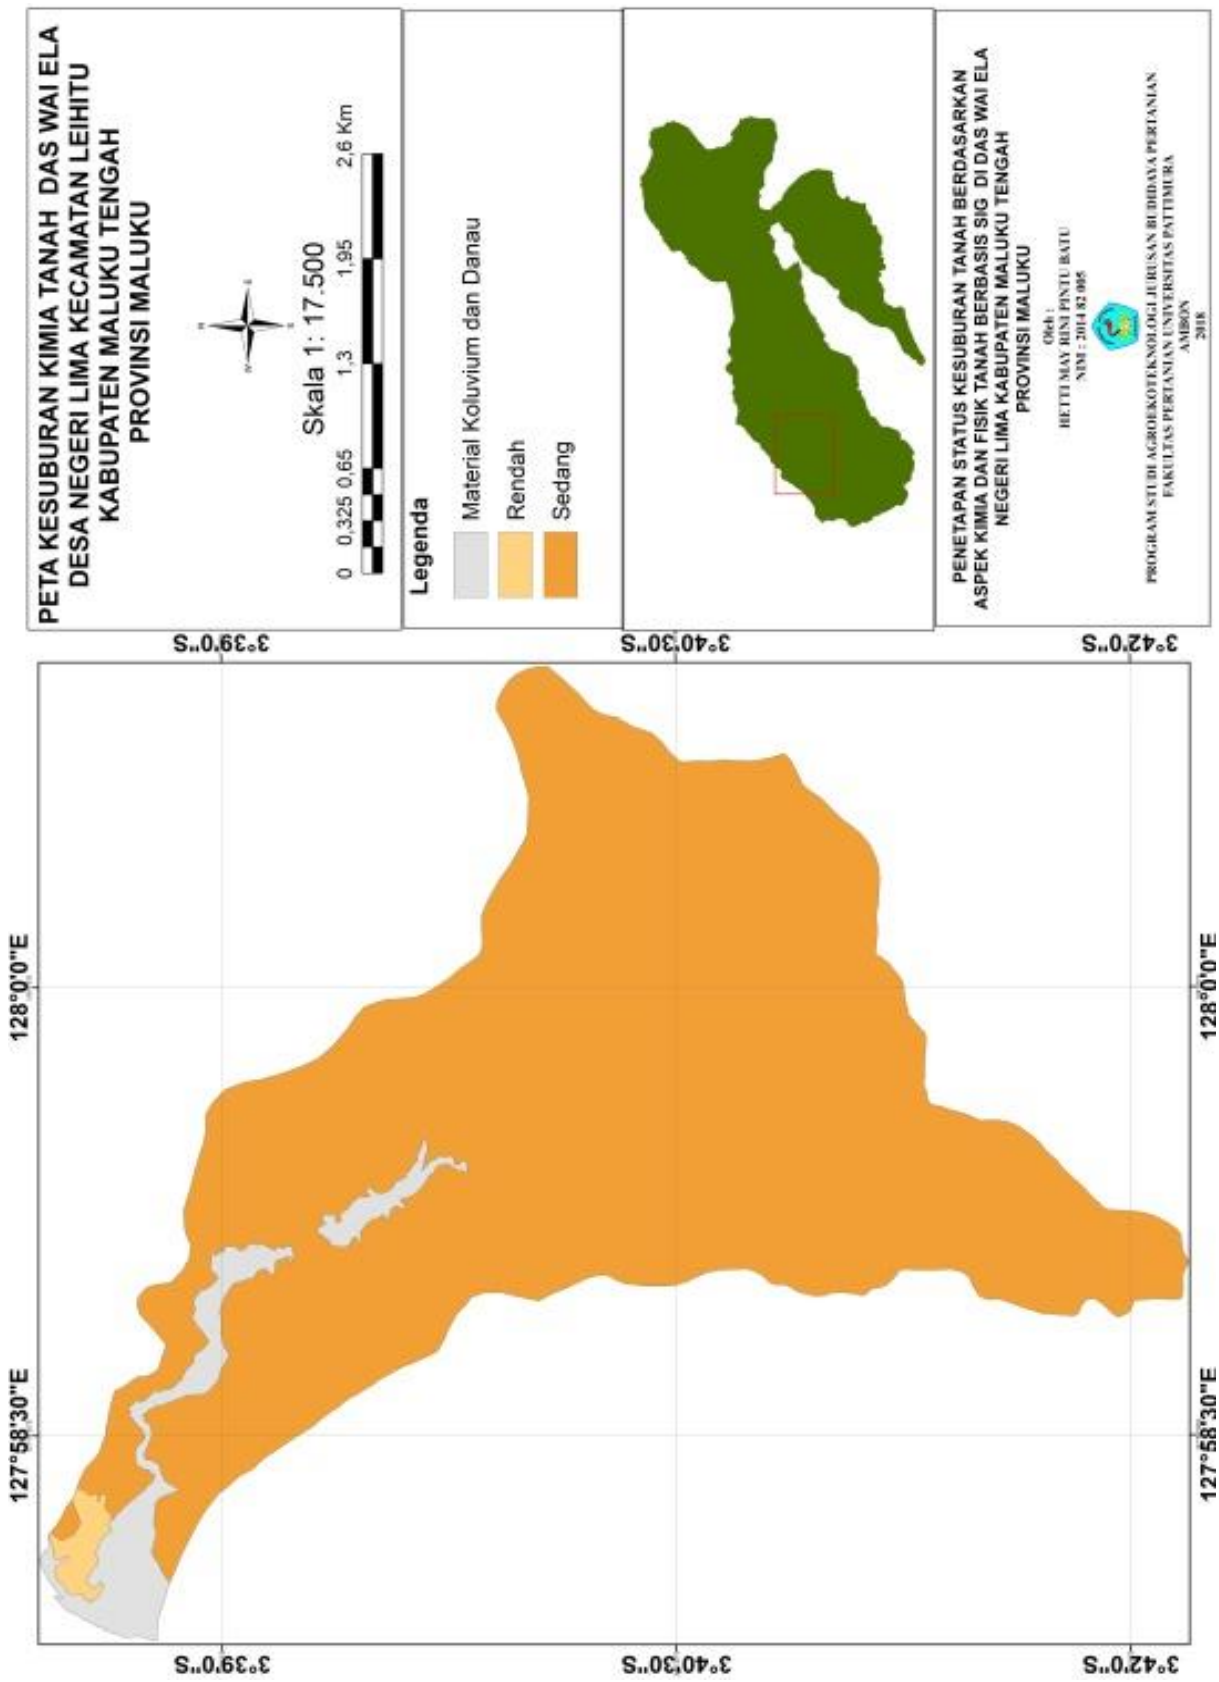 PETA KESUBURAN KIMIA TANAH DAS WAI ELA
DESA NEGERI LIMA KECAMATAN LEIHITU
KABUPATEN MALUKU TENGAH
PROVINSI MALUKU
N
W
E
S
Skala 1: 17.500
0 0,325 0,65 1,3 1,95 2,6 Km
Legenda
Material Koluvium dan Danau
Rendah
Sedang
PENETAPAN STATUS KESUBURAN TANAH BERDASARKAN
ASPEK KIMIA DAN FISIK TANAH BERBASIS SIG DI DAS WAI ELA
NEGERI LIMA KABUPATEN MALUKU TENGAH
PROVINSI MALUKU
Oleh :
HETTI MAY RINI PINTU BATU
NIM : 2014 82 005
PROGRAM STUDI AGROEKOTEKNOLOGI JURUSAN BUDIDAYA PERTANIAN
FAKULTAS PERTANIAN UNIVERSITAS PATTIMURA
AMBON
2018
127°58'30"E
128°0'0"E
3°39'0"S
3°39'0"S
3°40'30"S
3°40'30"S
3°42'0"S
3°42'0"S
127°58'30"E
128°0'0"E